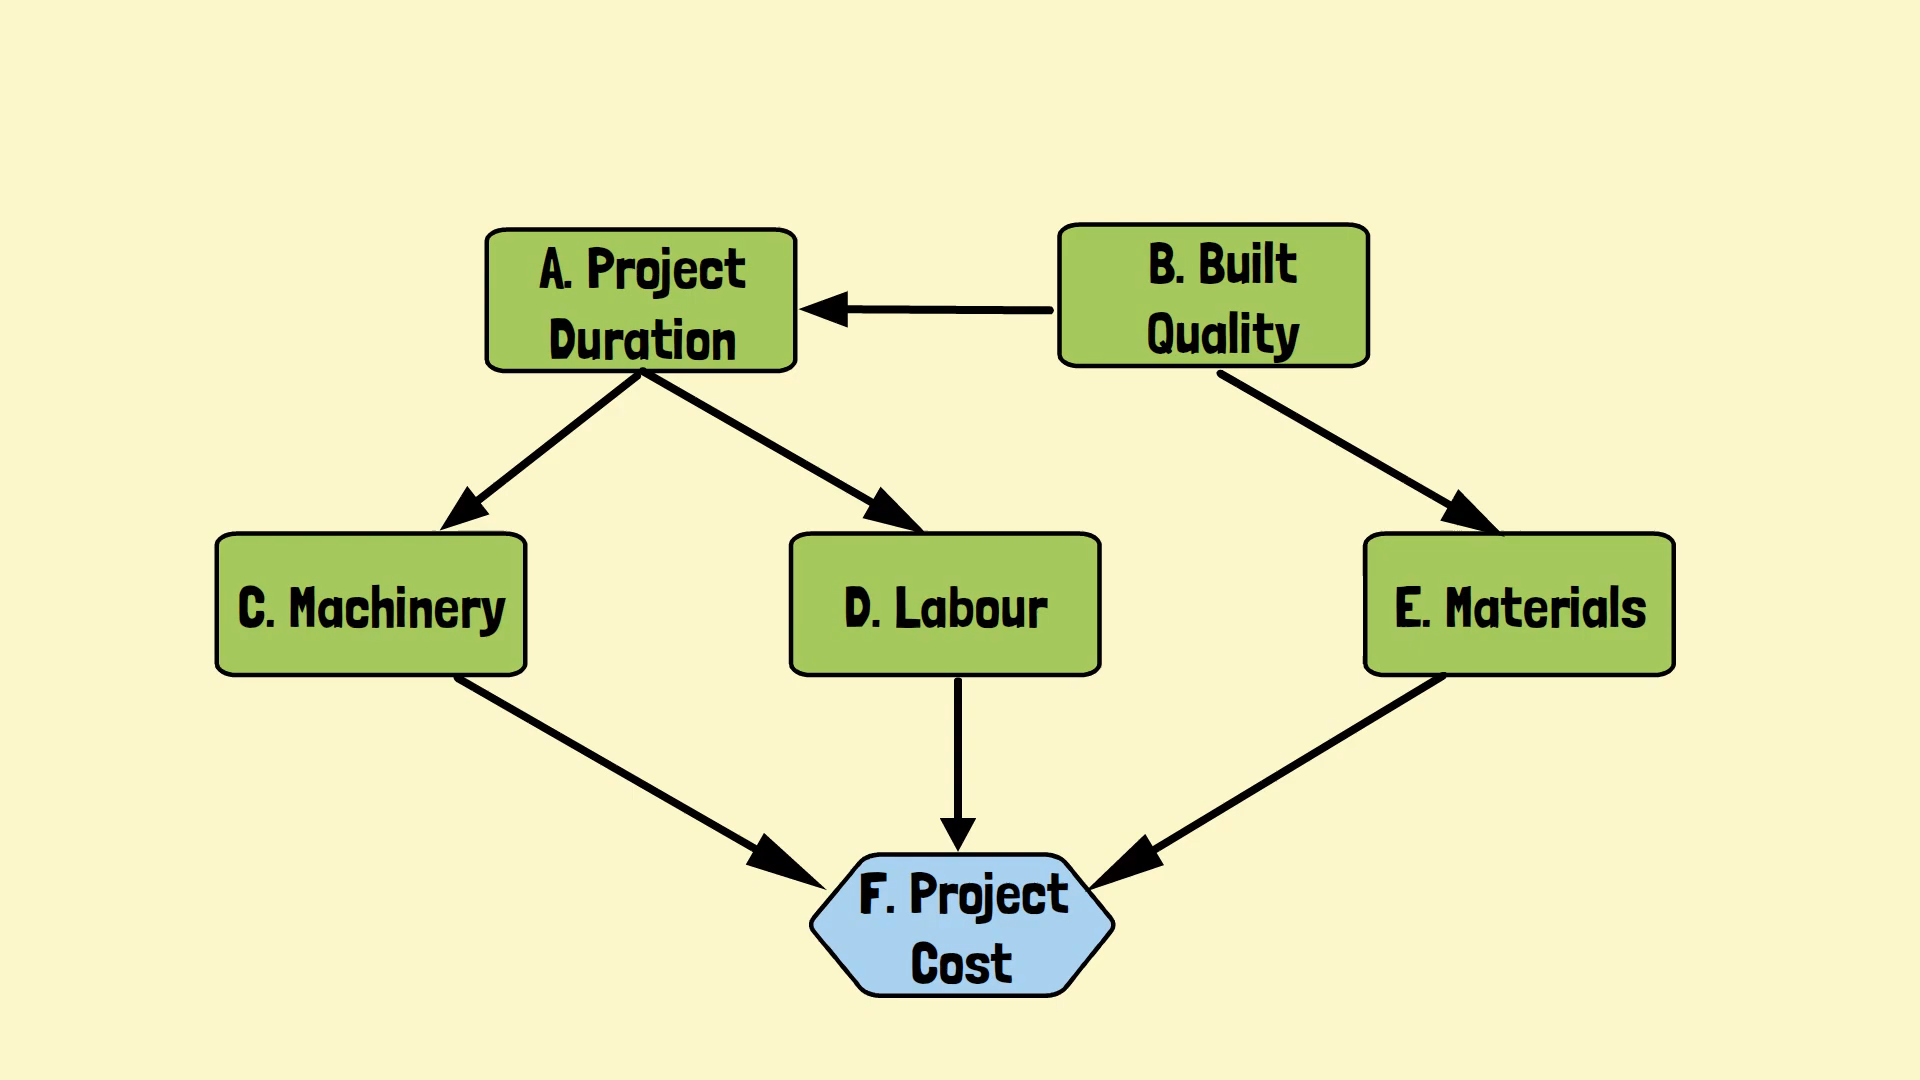 A. Project
Duration
B. Built
Quality
C. Machinery
D. Labour
E. Materials
F. Project
Cost